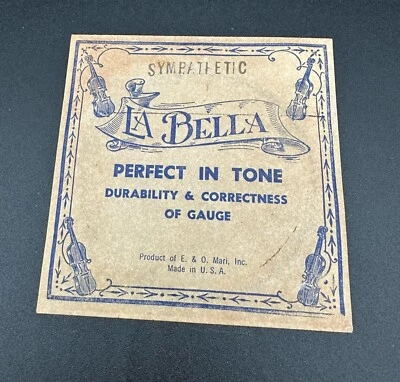 SYMPATHETIC
LA BELLA
PERFECT IN TONE
DURABILITY & CORRECTNESS
OF GAUGE
Product of E. & O. Mari, Inc.
Made in U. S. A.